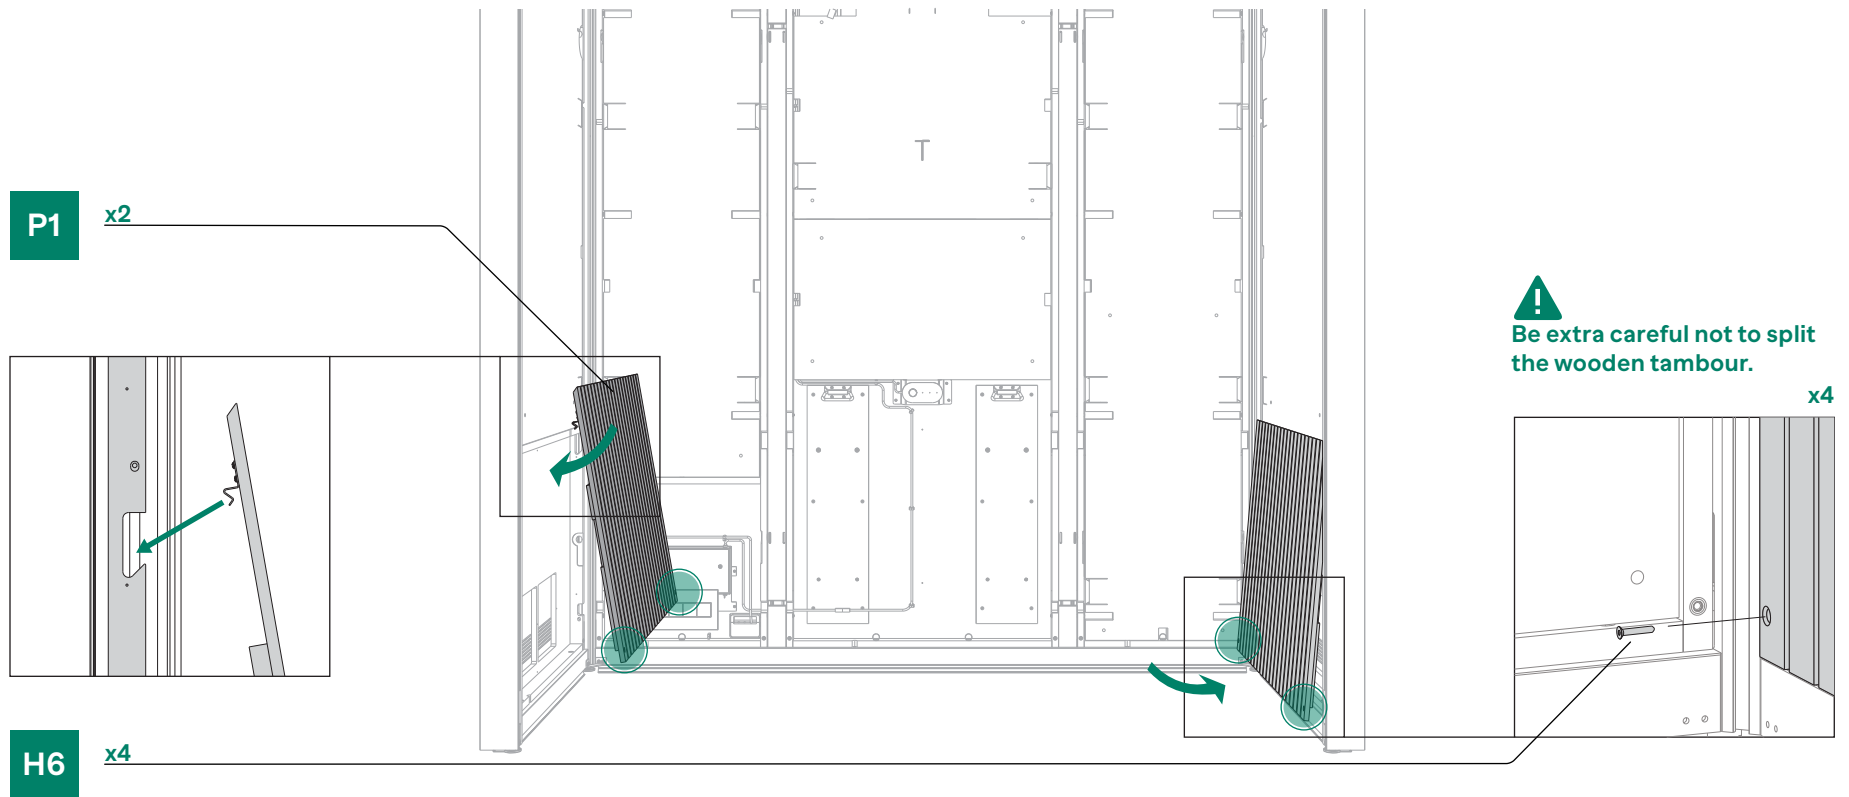 P1
x2
Be extra careful not to split
the wooden tambour.
x4
H6
x4